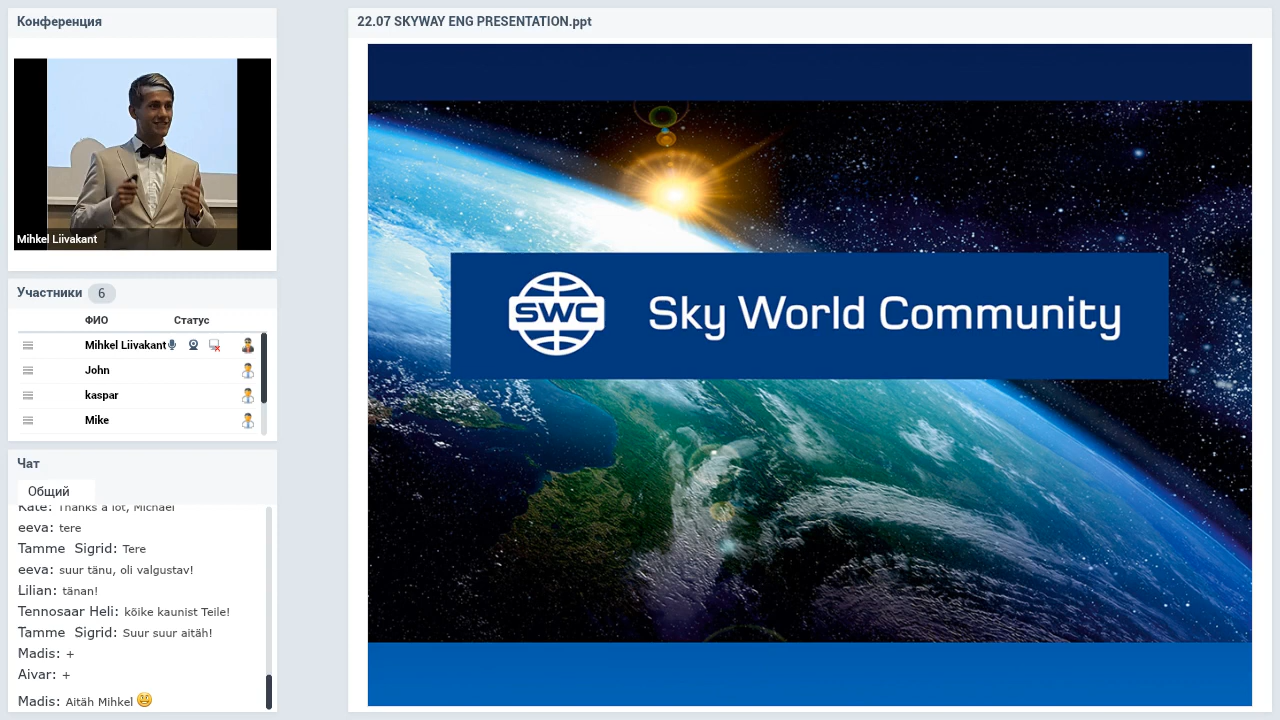 Конференция
Mihkel Liivakant
Участники 6
ФИО Статус
Mihkel Liivakant
John
kaspar
Mike
Чат
Общий
Kate: Thanks a lot, Michael
eeva: tere
Tamme Sigrid: Tere
eeva: suur tänu, oli valgustav!
Lilian: tänan!
Tennosaar Heli: kõike kaunist Teile!
Tamme Sigrid: Suur suur aitäh!
Madis: +
Aivar: +
Madis: Aitäh Mihkel
22.07 SKYWAY ENG PRESENTATION.ppt
SWC Sky World Community